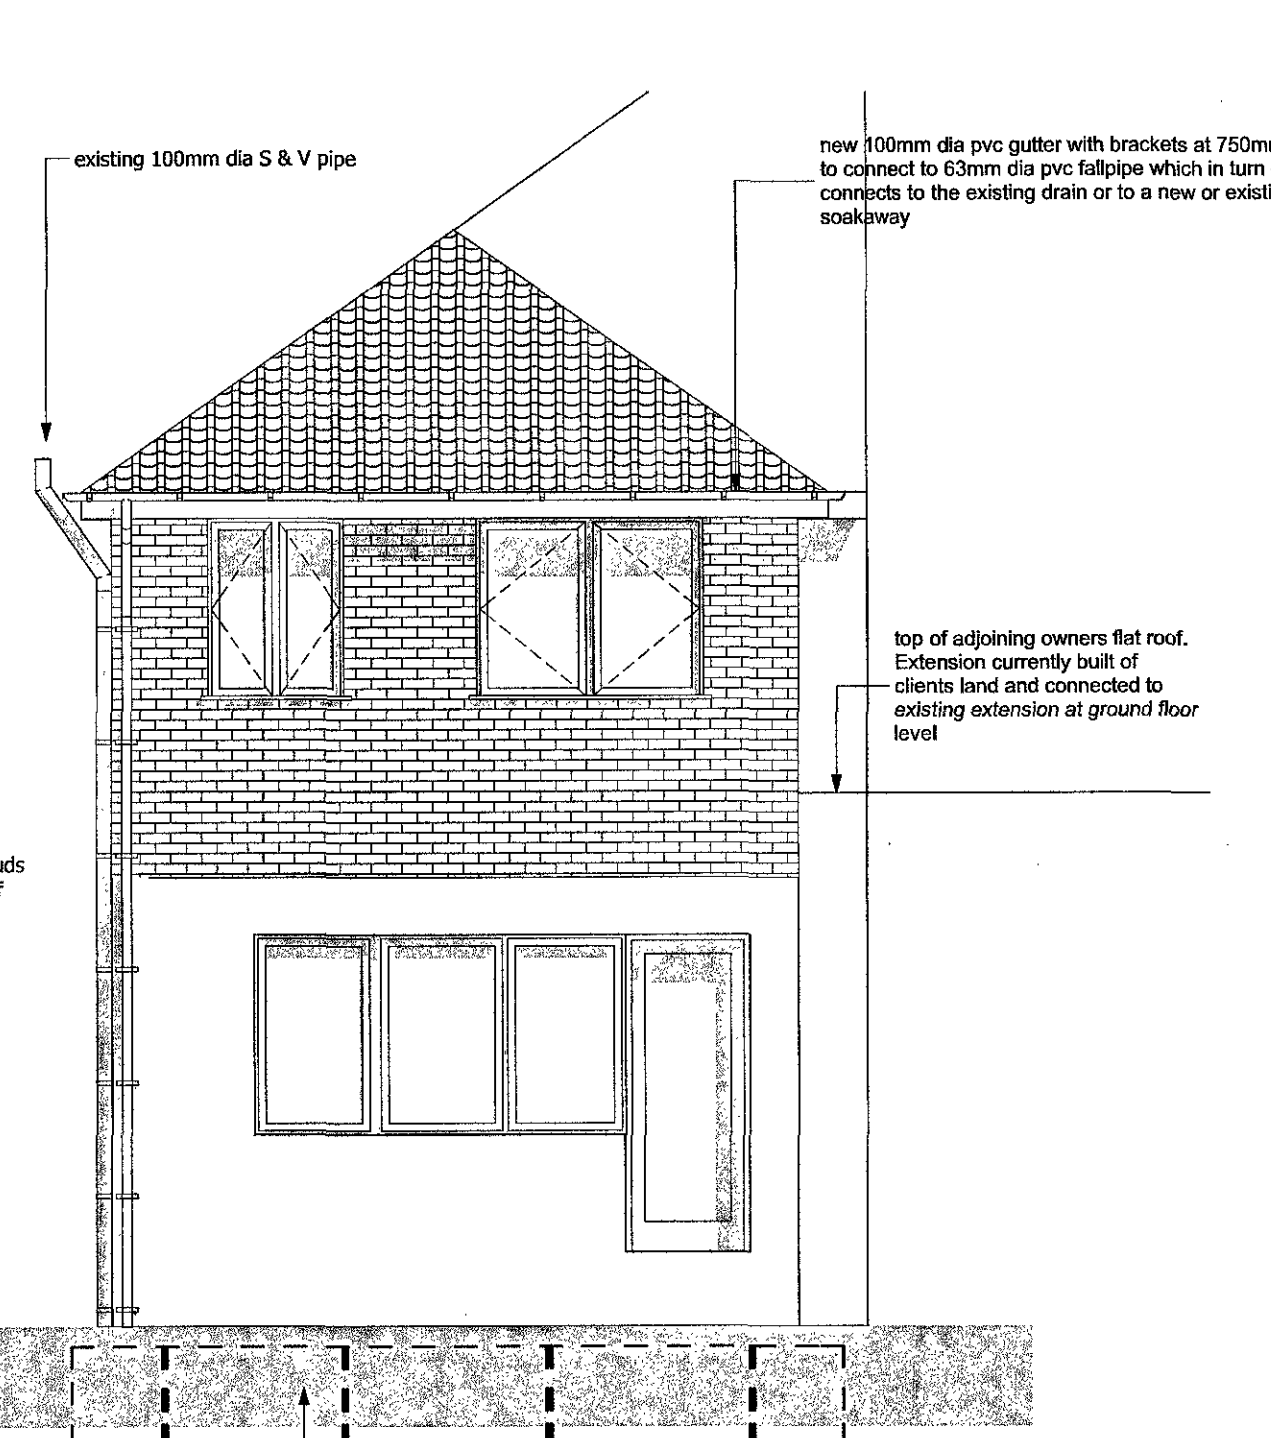 existing 100mm dia S & V pipe
new 100mm dia pvc gutter with brackets at 750m
to connect to 63mm dia pvc fallpipe which in turn
connects to the existing drain or to a new or existi
soakaway
top of adjoining owners flat roof.
Extension currently built of
clients land and connected to
existing extension at ground floor
level
uds